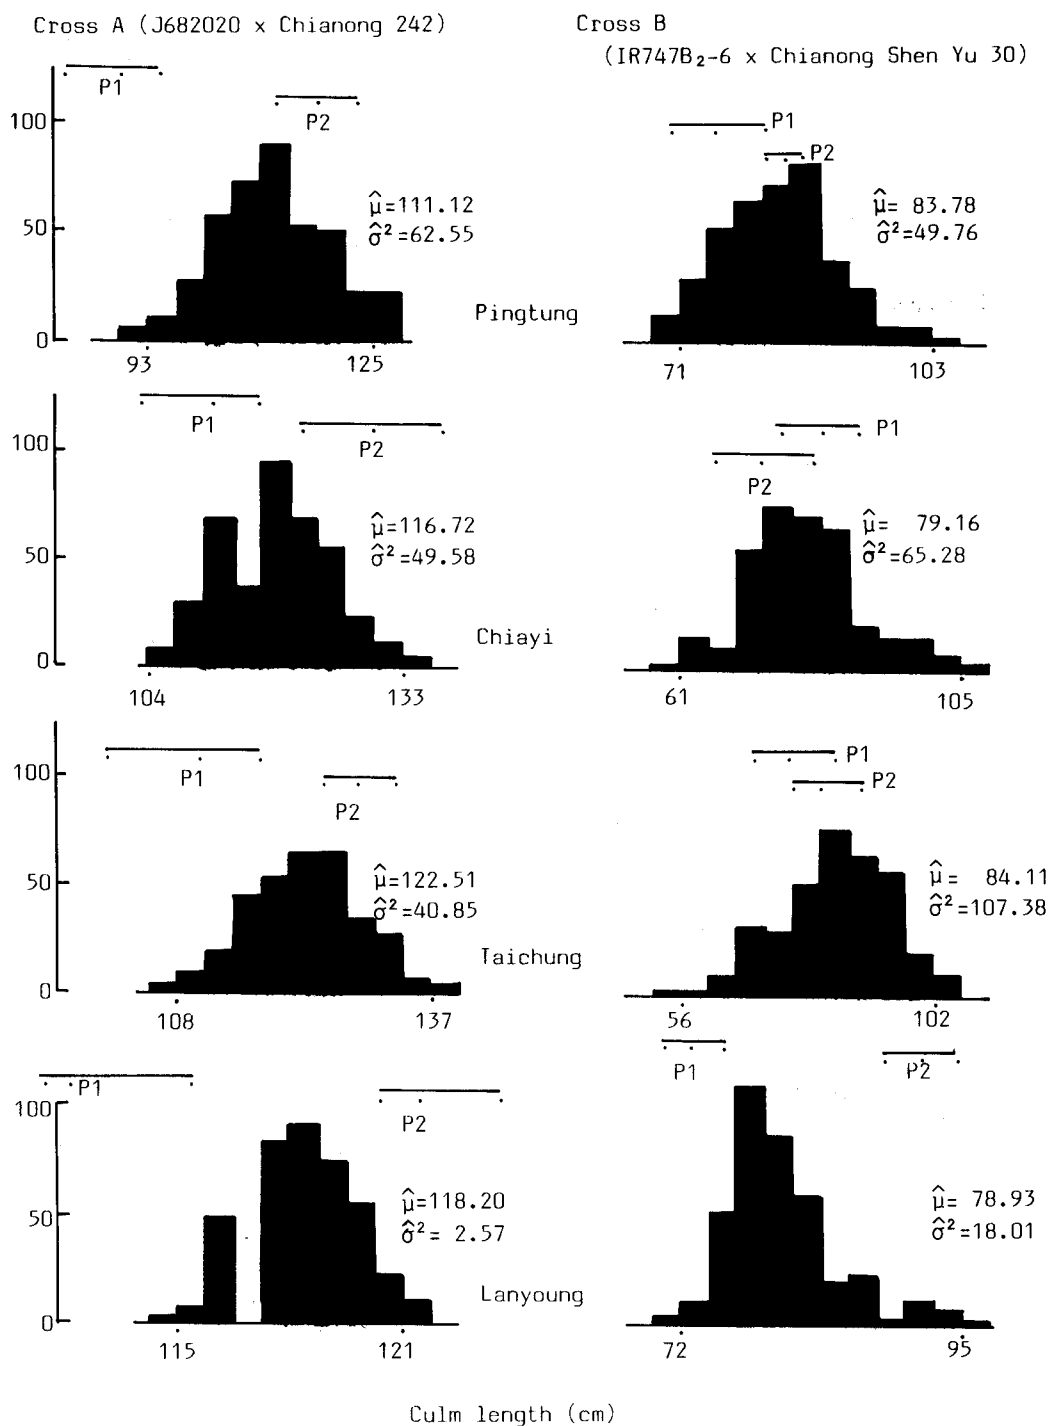 Cross A (J682020 x Chianong 242)
Cross B
(IR747B₂-6 x Chianong Shen Yu 30)
P1
P2
100
50
0
μ̂=111.12
σ̂²=62.55
93
125
Pingtung
P1
P2
μ̂= 83.78
σ̂²=49.76
71
103
P1
P2
100
50
0
μ̂=116.72
σ̂²=49.58
104
133
Chiayi
P1
P2
μ̂= 79.16
σ̂²=65.28
61
105
P1
P2
100
50
0
μ̂=122.51
σ̂²=40.85
108
137
Taichung
P1
P2
μ̂= 84.11
σ̂²=107.38
56
102
P1
P2
100
50
0
μ̂=118.20
σ̂²= 2.57
115
121
Lanyoung
P1
P2
μ̂= 78.93
σ̂²=18.01
72
95
Culm length (cm)